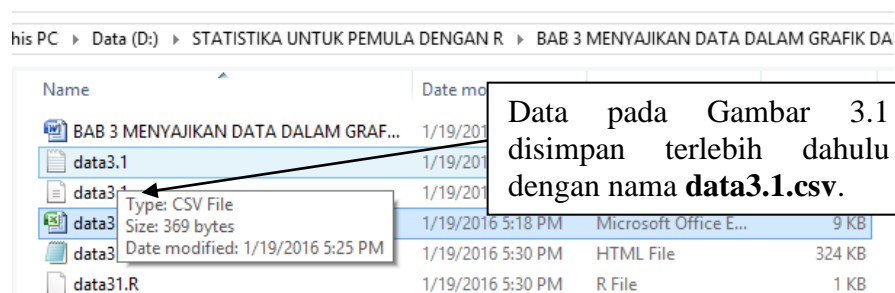 his PC ▸ Data (D:) ▸ STATISTIKA UNTUK PEMULA DENGAN R ▸ BAB 3 MENYAJIKAN DATA DALAM GRAFIK DA
Name Date mo
BAB 3 MENYAJIKAN DATA DALAM GRAF... 1/19/201
data3.1 1/19/201
data3.1 1/19/201
data3 1/19/2016 5:18 PM Microsoft Office E... 9 KB
data3 1/19/2016 5:30 PM HTML File 324 KB
data31.R 1/19/2016 5:30 PM R File 1 KB
Type: CSV File
Size: 369 bytes
Date modified: 1/19/2016 5:25 PM
Data pada Gambar 3.1
disimpan terlebih dahulu
dengan nama data3.1.csv.